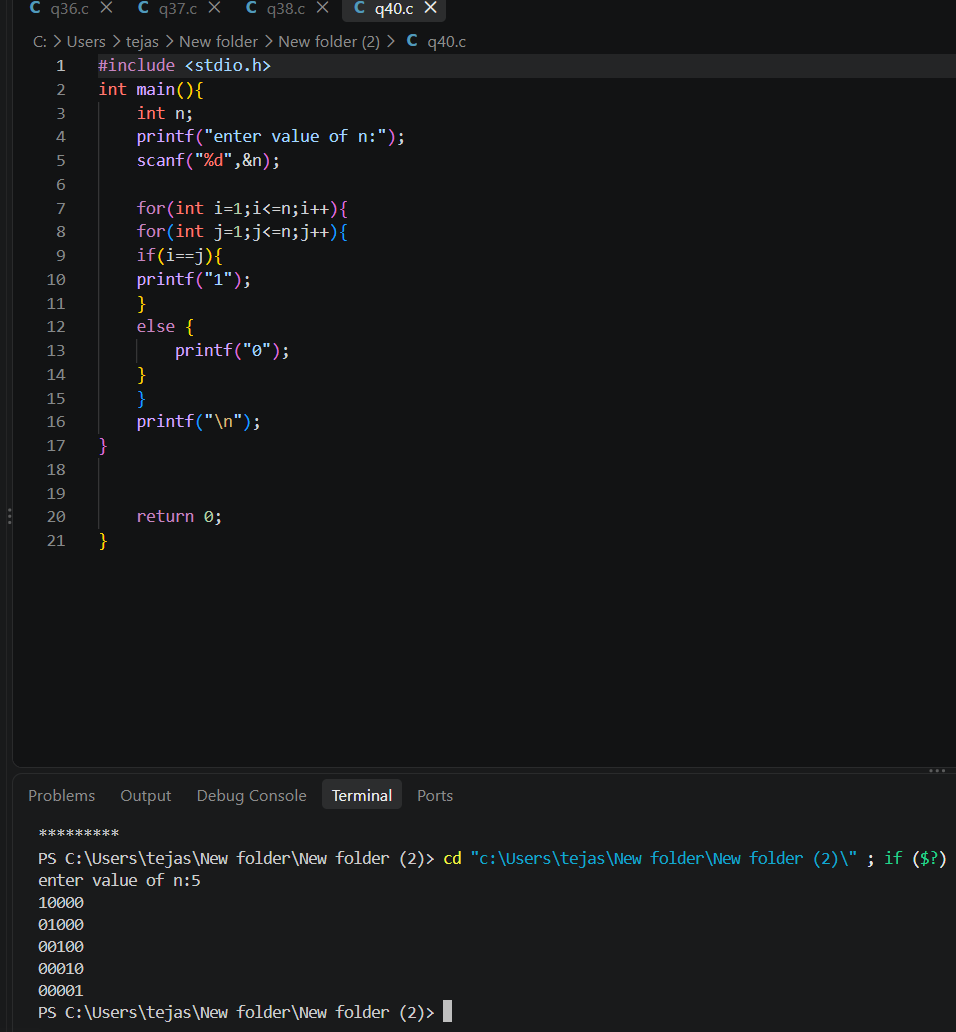 C q36.c × C q37.c × C q38.c × C q40.c ×
C: > Users > tejas > New folder > New folder (2) > C q40.c
1 #include <stdio.h>
2 int main(){
3     int n;
4     printf("enter value of n:");
5     scanf("%d",&n);
6
7     for(int i=1;i<=n;i++){
8     for(int j=1;j<=n;j++){
9     if(i==j){
10     printf("1");
11     }
12     else {
13         printf("0");
14     }
15     }
16     printf("\n");
17 }
18
19
20     return 0;
21 }
Problems Output Debug Console Terminal Ports
*********
PS C:\Users\tejas\New folder\New folder (2)> cd "c:\Users\tejas\New folder\New folder (2)\" ; if ($?)
enter value of n:5
10000
01000
00100
00010
00001
PS C:\Users\tejas\New folder\New folder (2)>